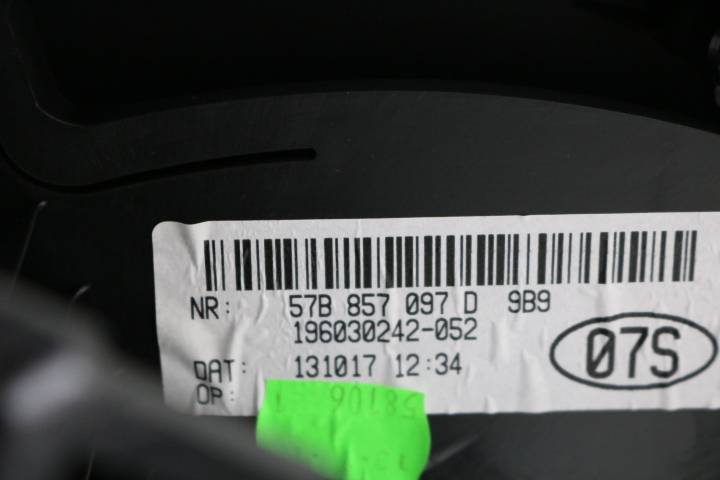 NR: 57B 857 097 D 9B9
196030242-052
07S
DAT: 131017 12:34
OP: